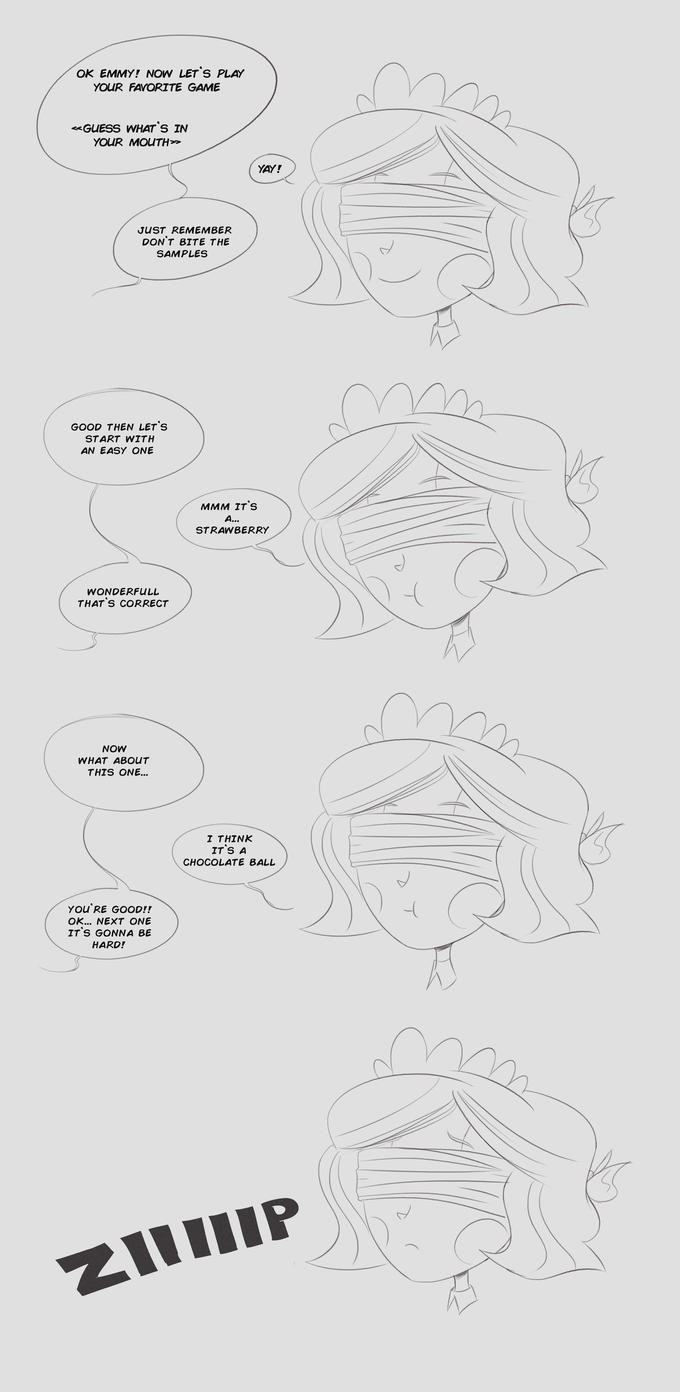 OK EMMY! NOW LET'S PLAY
YOUR FAVORITE GAME
«GUESS WHAT'S IN
YOUR MOUTH»
YAY!
JUST REMEMBER
DON'T BITE THE
SAMPLES
GOOD THEN LET'S
START WITH
AN EASY ONE
MMM IT'S
A...
STRAWBERRY
WONDERFULL
THAT'S CORRECT
NOW
WHAT ABOUT
THIS ONE...
I THINK
IT'S A
CHOCOLATE BALL
YOU'RE GOOD!!
OK... NEXT ONE
IT'S GONNA BE
HARD!
ZIIIIIIP